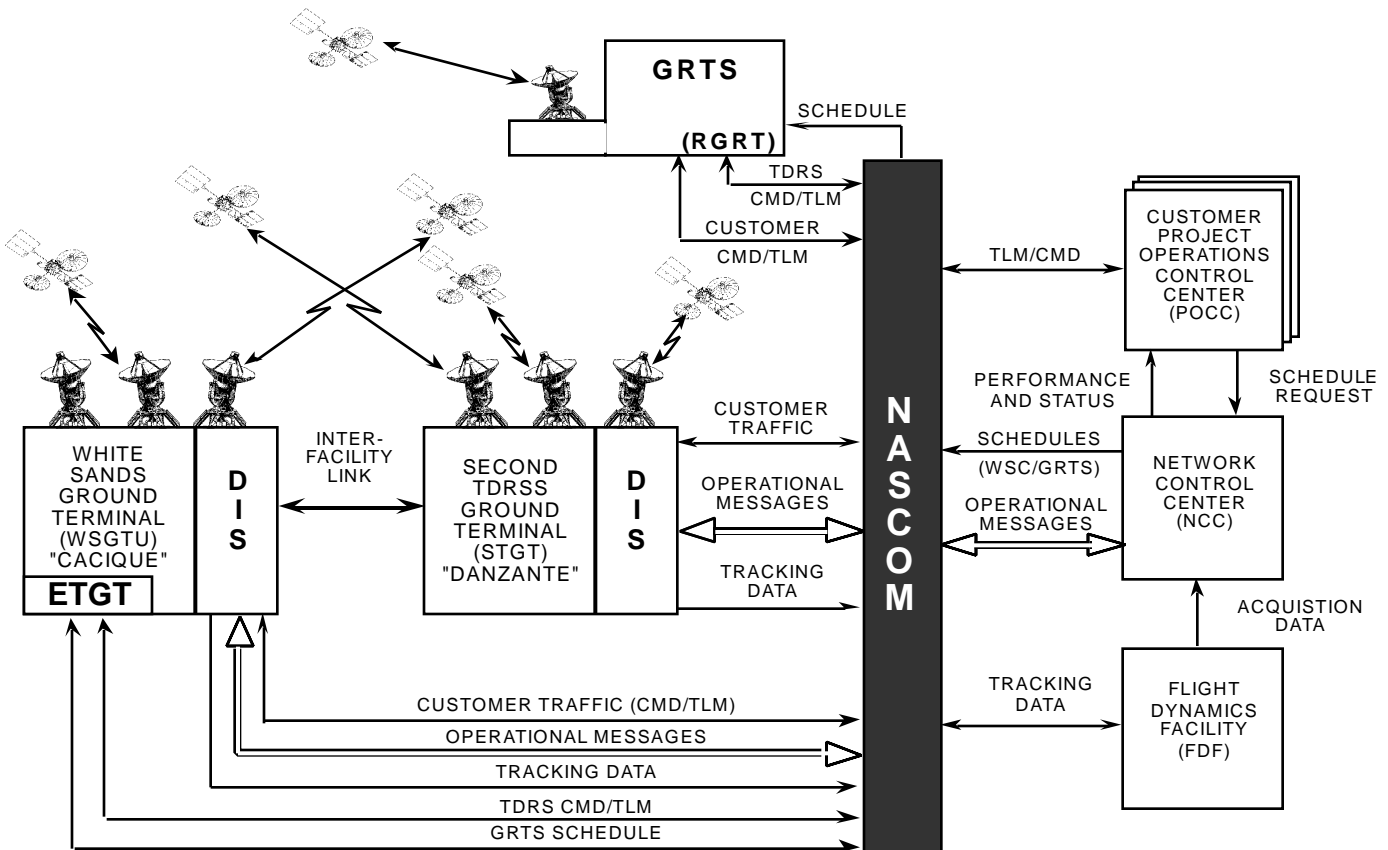 GRTS
(RGRT)
SCHEDULE
TDRS
CMD/TLM
CUSTOMER
CMD/TLM
NASCOM
TLM/CMD
CUSTOMER
PROJECT
OPERATIONS
CONTROL
CENTER
(POCC)
PERFORMANCE
AND STATUS
SCHEDULE
REQUEST
SCHEDULES
(WSC/GRTS)
OPERATIONAL
MESSAGES
NETWORK
CONTROL
CENTER
(NCC)
ACQUISTION
DATA
TRACKING
DATA
FLIGHT
DYNAMICS
FACILITY
(FDF)
WHITE
SANDS
GROUND
TERMINAL
(WSGTU)
"CACIQUE"
ETGT
DIS
INTER-
FACILITY
LINK
SECOND
TDRSS
GROUND
TERMINAL
(STGT)
"DANZANTE"
DIS
CUSTOMER
TRAFFIC
OPERATIONAL
MESSAGES
TRACKING
DATA
CUSTOMER TRAFFIC (CMD/TLM)
OPERATIONAL MESSAGES
TRACKING DATA
TDRS CMD/TLM
GRTS SCHEDULE